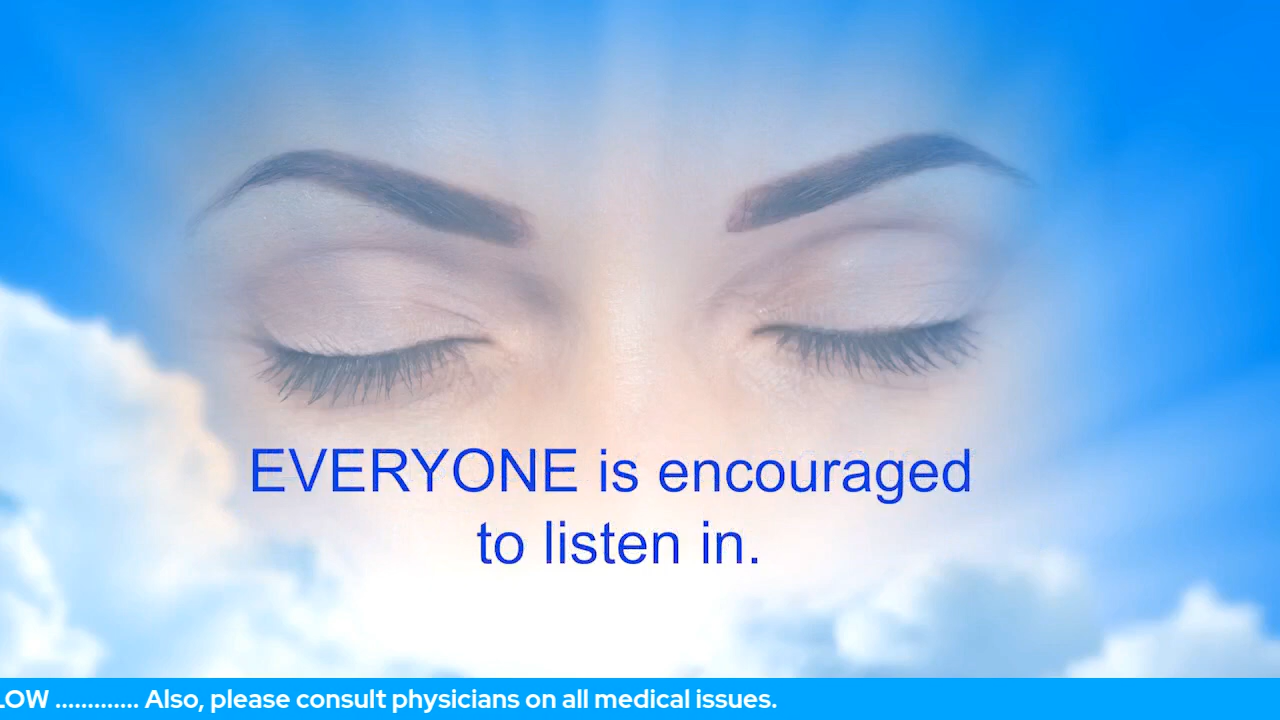 EVERYONE is encouraged
to listen in.
LOW ............. Also, please consult physicians on all medical issues.